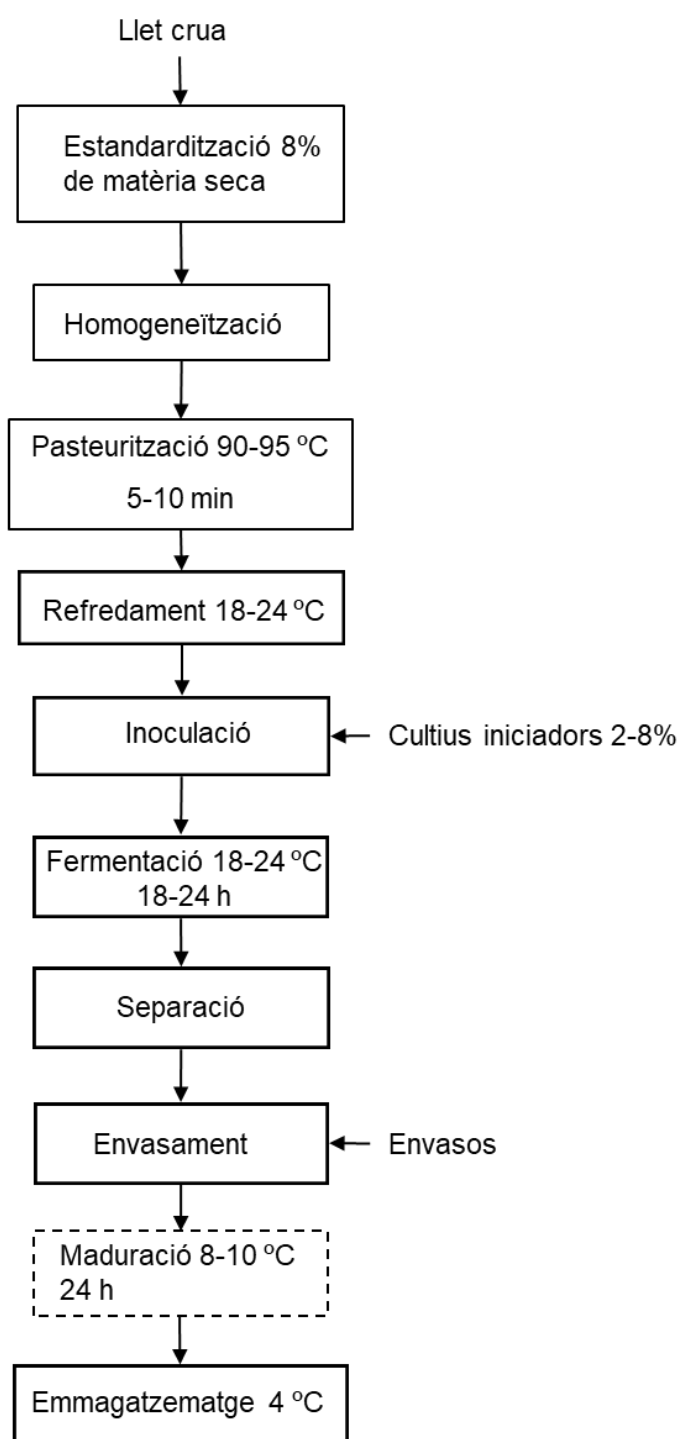 Llet crua
Estandardització 8%
de matèria seca
Homogeneïtzació
Pasteurització 90-95 ºC
5-10 min
Refredament 18-24 ºC
Inoculació
Cultius iniciadors 2-8%
Fermentació 18-24 ºC
18-24 h
Separació
Envasament
Envasos
Maduració 8-10 ºC
24 h
Emmagatzematge 4 ºC